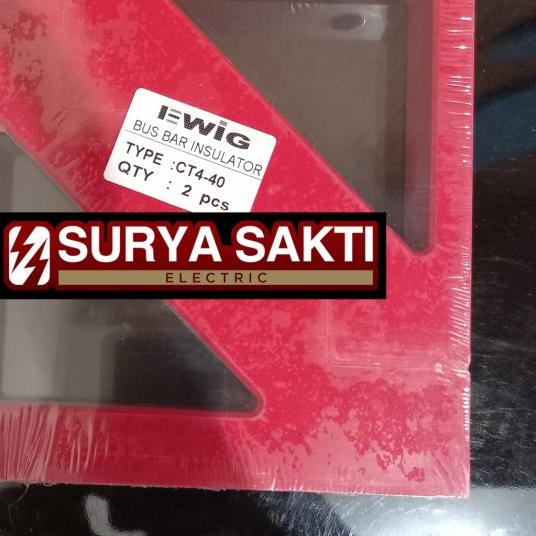 EWIG
BUS BAR INSULATOR
TYPE : CT4-40
QTY : 2 pcs
SURYA SAKTI
ELECTRIC